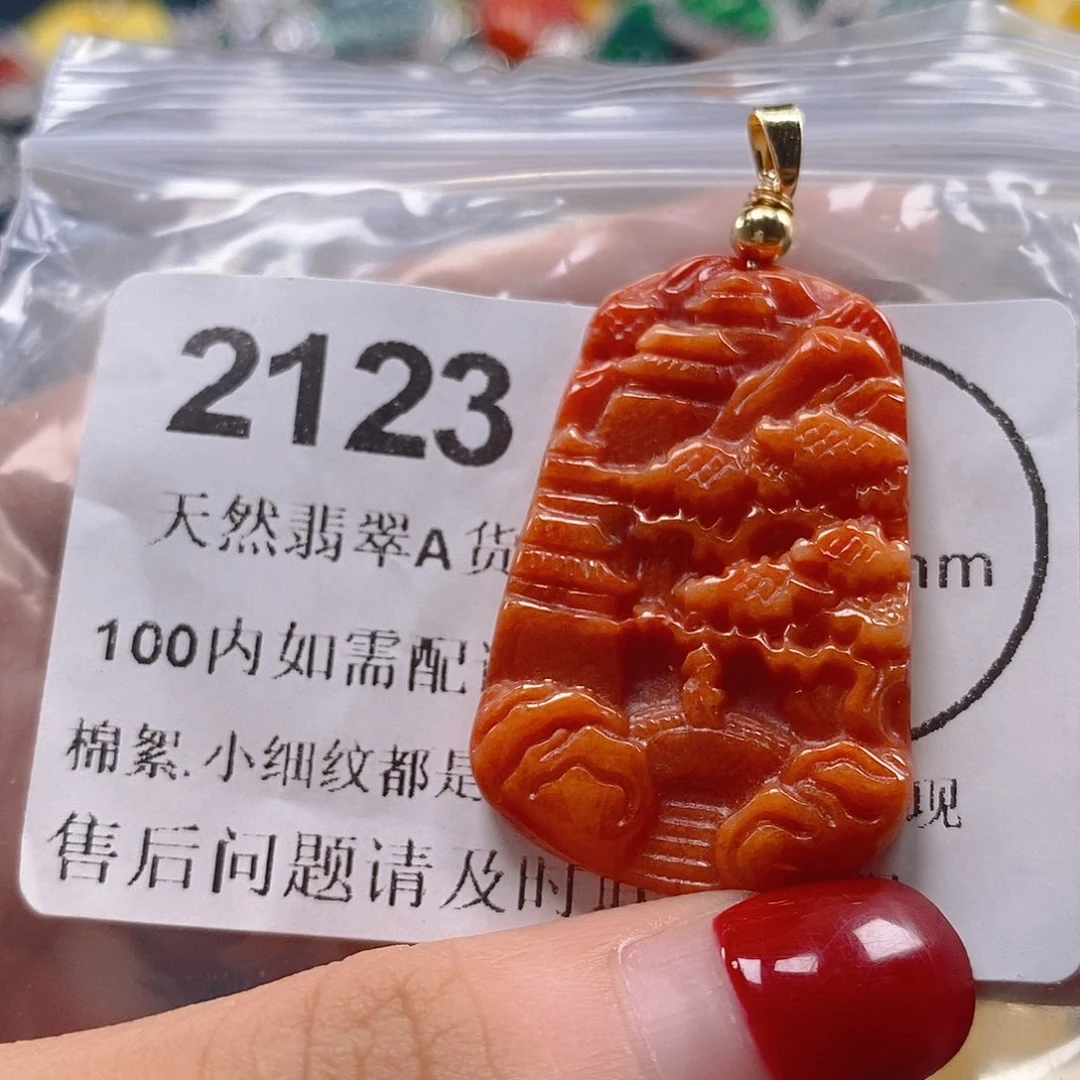 2123
天然翡翠A货
mm
100内如需配
棉絮.小细纹都是
现
售后问题请及时